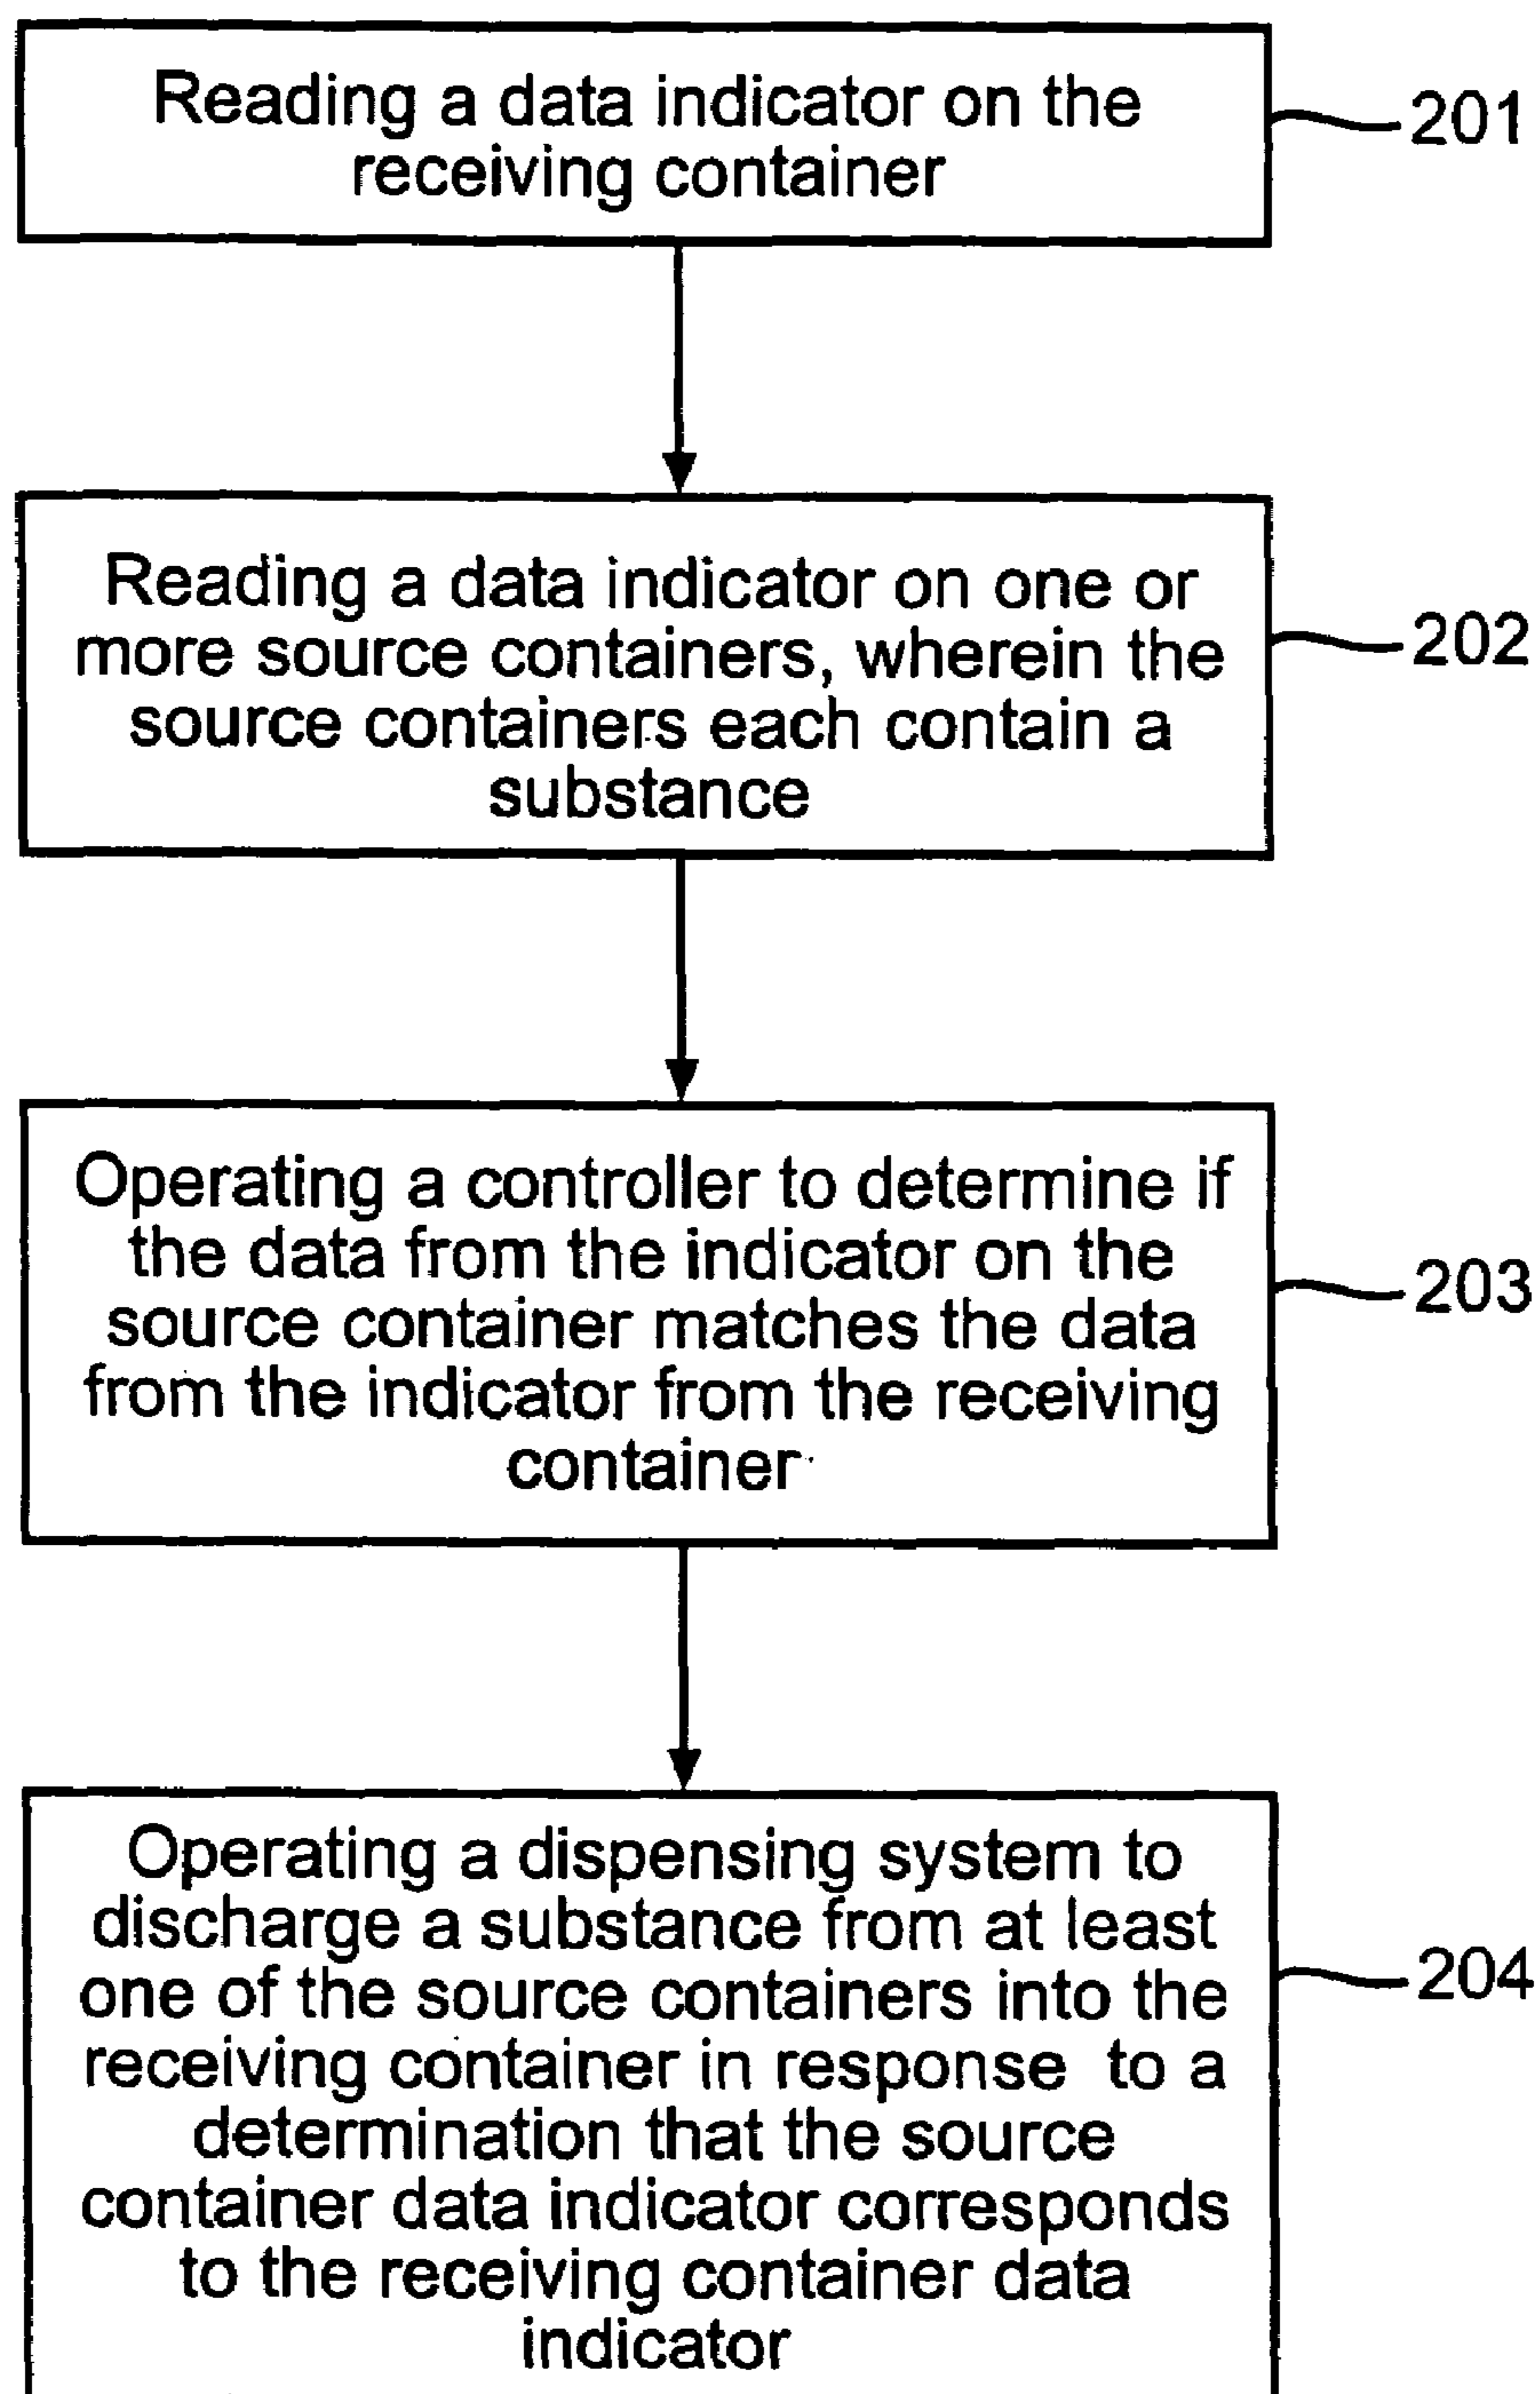 Reading a data indicator on the
receiving container
201
Reading a data indicator on one or
more source containers, wherein the
source containers each contain a
substance
202
Operating a controller to determine if
the data from the indicator on the
source container matches the data
from the indicator from the receiving
container
203
Operating a dispensing system to
discharge a substance from at least
one of the source containers into the
receiving container in response to a
determination that the source
container data indicator corresponds
to the receiving container data
indicator
204